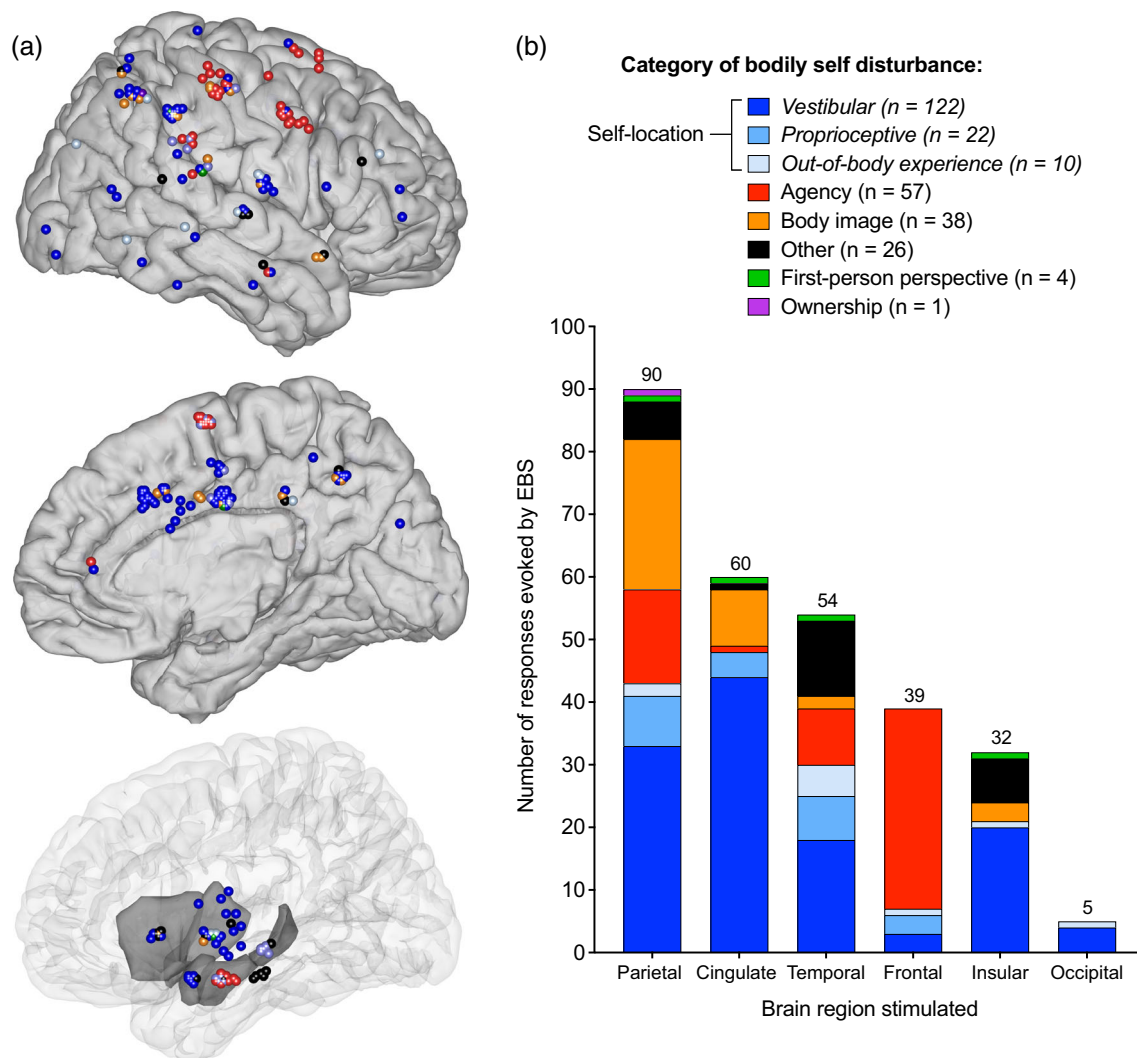 (a)
(b)
Category of bodily self disturbance:
Self-location
Vestibular (n = 122)
Proprioceptive (n = 22)
Out-of-body experience (n = 10)
Agency (n = 57)
Body image (n = 38)
Other (n = 26)
First-person perspective (n = 4)
Ownership (n = 1)
Number of responses evoked by EBS
100
90
80
70
60
50
40
30
20
10
0
90
60
54
39
32
5
Parietal Cingulate Temporal Frontal Insular Occipital
Brain region stimulated